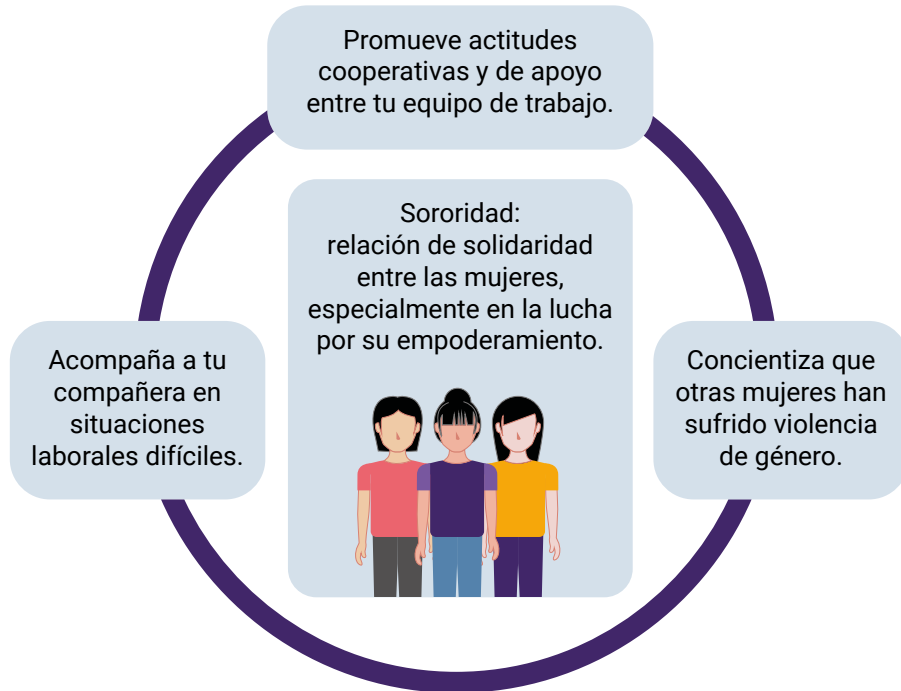 Promueve actitudes
cooperativas y de apoyo
entre tu equipo de trabajo.
Sororidad:
relación de solidaridad
entre las mujeres,
especialmente en la lucha
por su empoderamiento.
Acompaña a tu
compañera en
situaciones
laborales difíciles.
Concientiza que
otras mujeres han
sufrido violencia
de género.